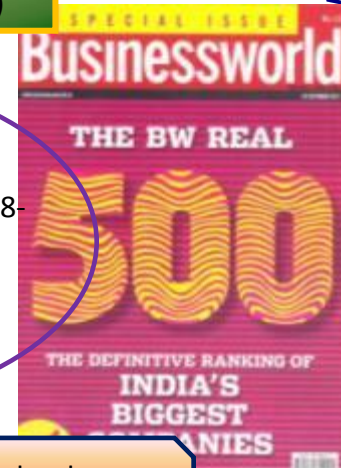 SPECIAL ISSUE
Businessworld
THE BW REAL
8-
500
THE DEFINITIVE RANKING OF
INDIA'S
BIGGEST